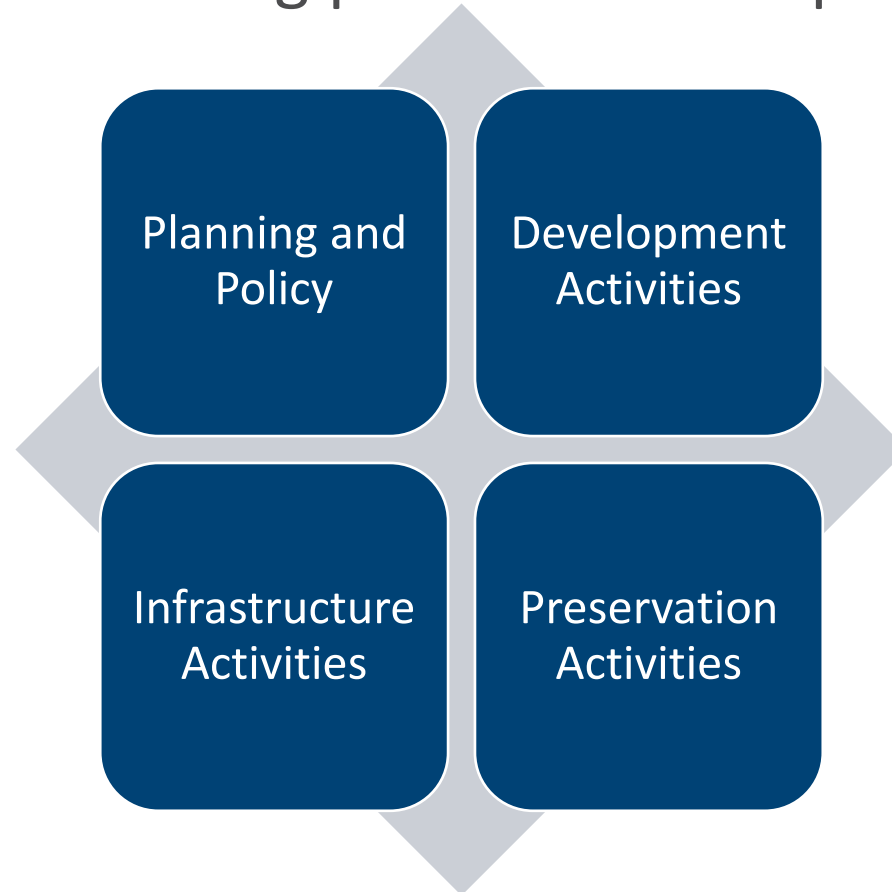 Planning and
Policy
Development
Activities
Infrastructure
Activities
Preservation
Activities